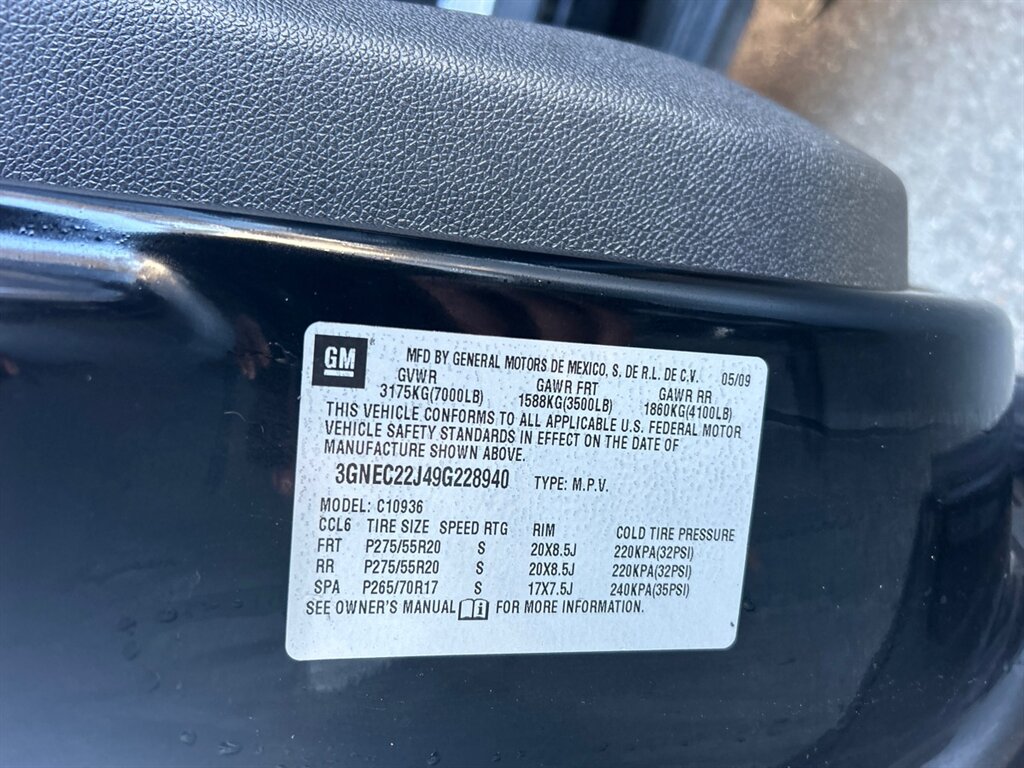 GM MFD BY GENERAL MOTORS DE MEXICO, S. DE R.L. DE C.V. 05/09
GVWR GAWR FRT GAWR RR
3175KG(7000LB) 1588KG(3500LB) 1860KG(4100LB)
THIS VEHICLE CONFORMS TO ALL APPLICABLE U.S. FEDERAL MOTOR
VEHICLE SAFETY STANDARDS IN EFFECT ON THE DATE OF
MANUFACTURE SHOWN ABOVE.
3GNEC22J49G228940 TYPE: M.P.V.
MODEL: C10936
CCL6 TIRE SIZE SPEED RTG RIM COLD TIRE PRESSURE
FRT P275/55R20 S 20X8.5J 220KPA(32PSI)
RR P275/55R20 S 20X8.5J 220KPA(32PSI)
SPA P265/70R17 S 17X7.5J 240KPA(35PSI)
SEE OWNER'S MANUAL i FOR MORE INFORMATION.